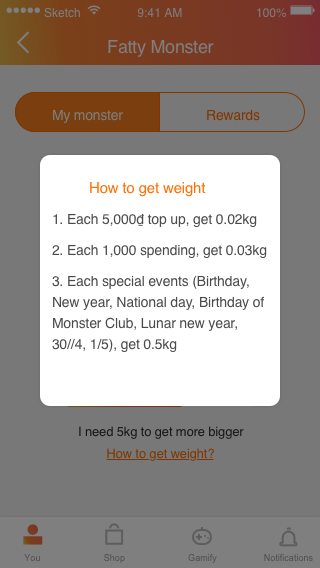 Sketch 9:41 AM 100%
Fatty Monster
My monster Rewards
How to get weight
1. Each 5,000₫ top up, get 0.02kg
2. Each 1,000 spending, get 0.03kg
3. Each special events (Birthday,
New year, National day, Birthday of
Monster Club, Lunar new year,
30//4, 1/5), get 0.5kg
I need 5kg to get more bigger
How to get weight?
You Shop Gamify Notifications